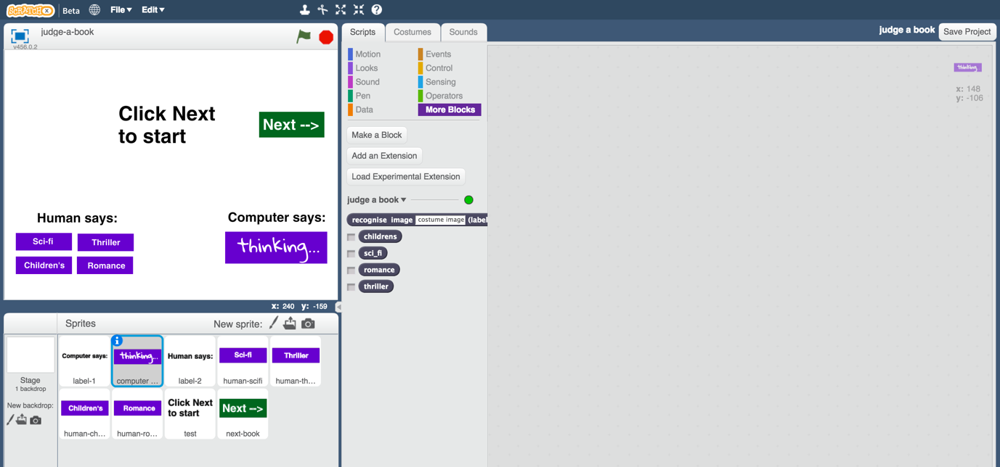 SCRATCHX Beta File▾ Edit▾
judge-a-book
v456.0.2
Click Next
to start
Next -->
Human says:
Sci-fi Thriller
Children's Romance
Computer says:
thinking...
x: 240 y: -159
Sprites New sprite:
Stage
1 backdrop
New backdrop:
Computer says:
label-1
thinking...
computer ...
Human says:
label-2
Sci-fi
human-scifi
Thriller
human-th...
Children's
human-ch...
Romance
human-ro...
Click Next
to start
test
Next -->
next-book
Scripts Costumes Sounds
judge a book Save Project
Motion Events
Looks Control
Sound Sensing
Pen Operators
Data More Blocks
Make a Block
Add an Extension
Load Experimental Extension
judge a book ▾
recognise image costume image (label
childrens
sci_fi
romance
thriller
thinking...
x: 148
y: -106